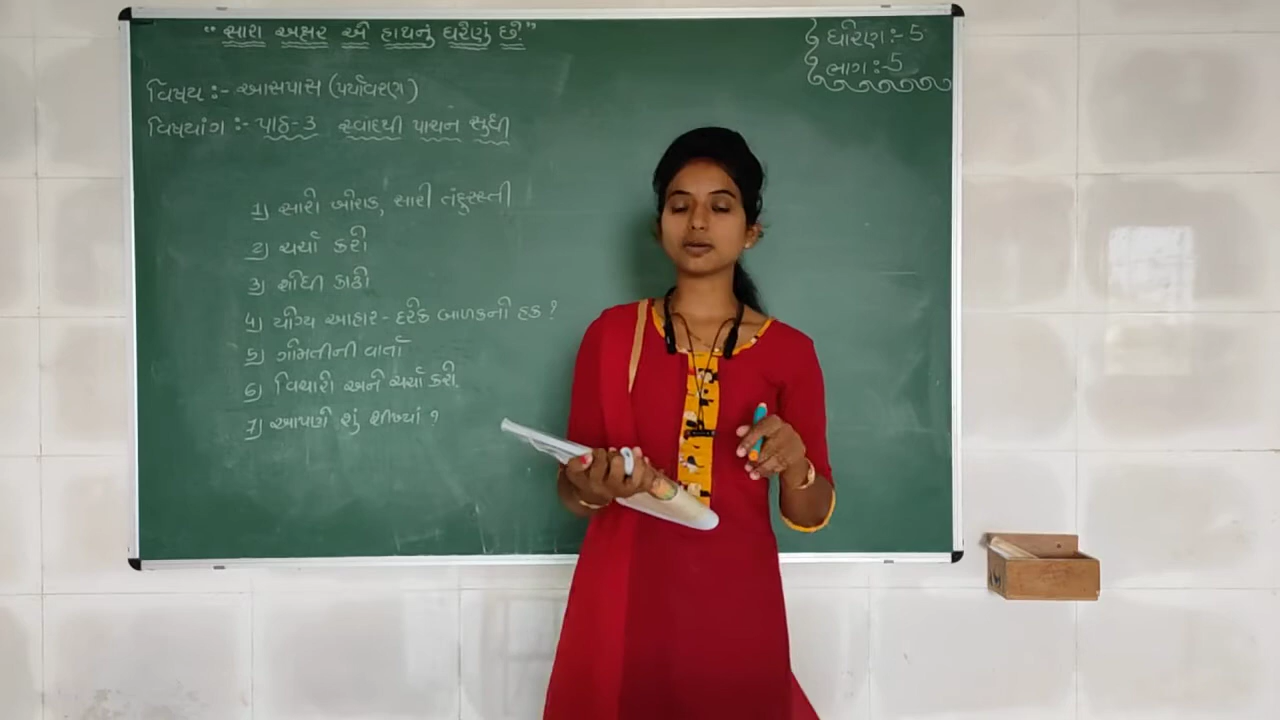 "સારા અક્ષર એ હાથનું ઘરેણું છે."
ધોરણ :- 5
ભાગ :- 5
વિષય :- આસપાસ (પર્યાવરણ)
વિષયાંગ :- પાઠ-3 સ્વાદથી પાચન સુધી
1) સારો ખોરાક, સારી તંદુરસ્તી
2) ચર્ચા કરો
3) શોધી કાઢો
4) યોગ્ય આહાર - દરેક બાળકનો હક ?
5) ગોમતીની વાર્તા
6) વિચારો અને ચર્ચા કરો.
7) આપણે શું શીખ્યાં ?